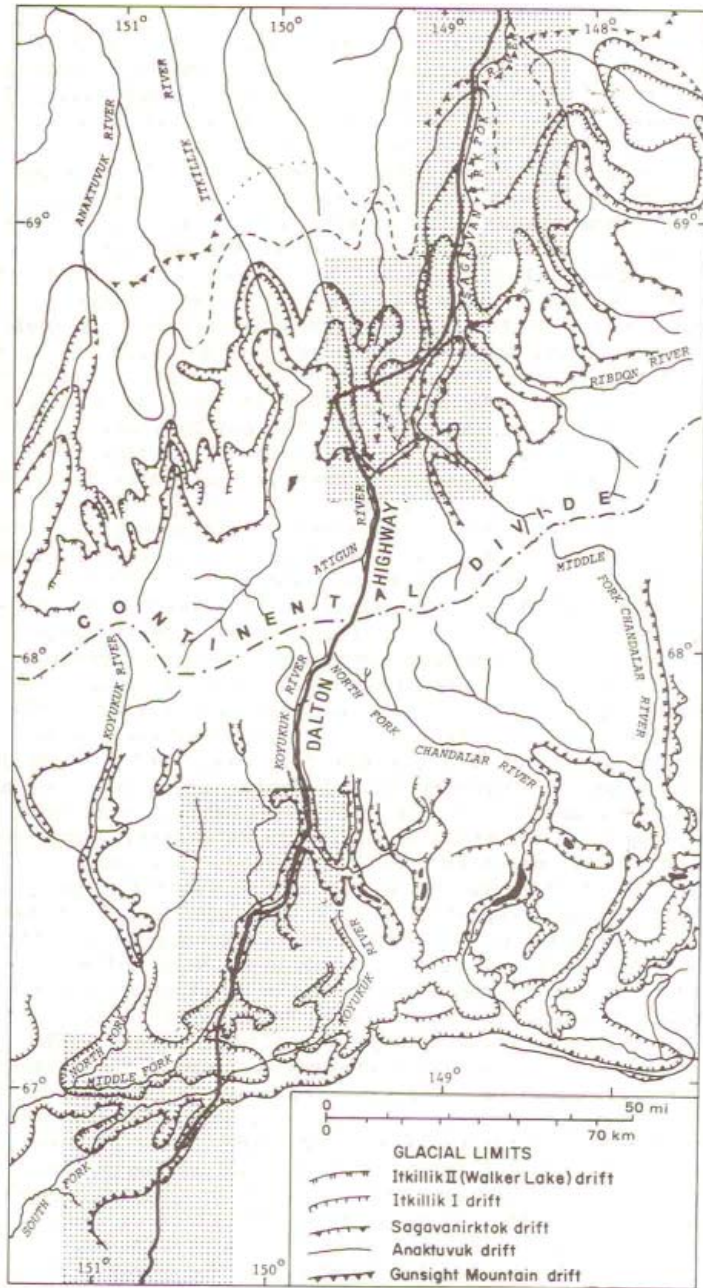 151° 150 149° 148°
ANAKTUVUK RIVER
ITKILLIK RIVER
SAGAVANIRKTOK RIVER
69°
69°
RIBDON RIVER
ATIGUN RIVER
HIGHWAY
CONTINENT L DIVIDE
MIDDLE FORK CHANDALAR RIVER
68°
68°
KOYUKUK RIVER
KOYUKUK RIVER
DALTON
NORTH FORK CHANDALAR RIVER
KOYUKUK RIVER
NORTH FORK
MIDDLE FORK
67°
67°
SOUTH FORK
149°
0 50 mi
0 70 km
GLACIAL LIMITS
Itkillik II (Walker Lake) drift
Itkillik I drift
Sagavanirktok drift
Anaktuvuk drift
Gunsight Mountain drift
151° 150°